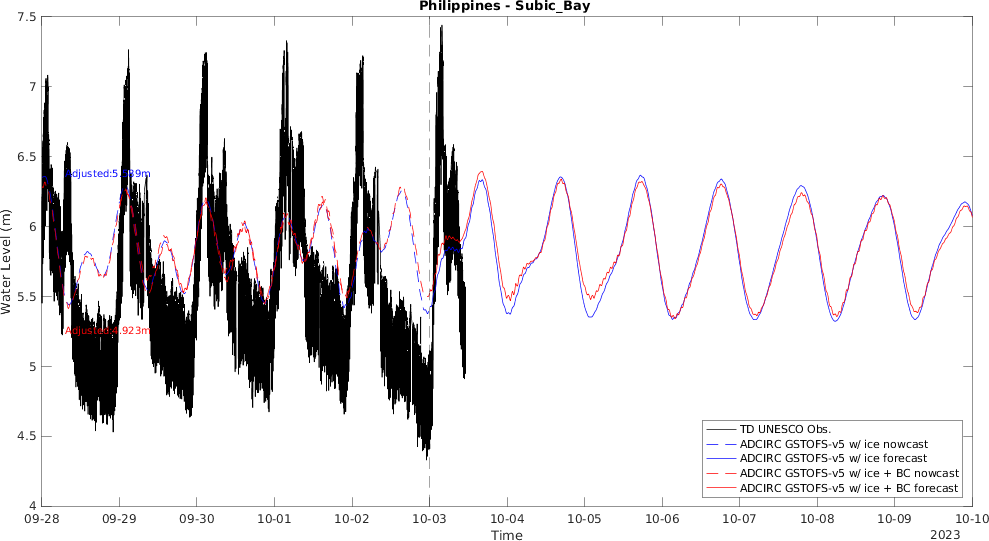 Philippines - Subic_Bay
7.5
7
6.5
6
5.5
5
4.5
4
Water Level (m)
Adjusted:4.923m
TD UNESCO Obs.
ADCIRC GSTOFS-v5 w/ ice nowcast
ADCIRC GSTOFS-v5 w/ ice forecast
ADCIRC GSTOFS-v5 w/ ice + BC nowcast
ADCIRC GSTOFS-v5 w/ ice + BC forecast
09-28 09-29 09-30 10-01 10-02 10-03 10-04 10-05 10-06 10-07 10-08 10-09 10-10
Time
2023